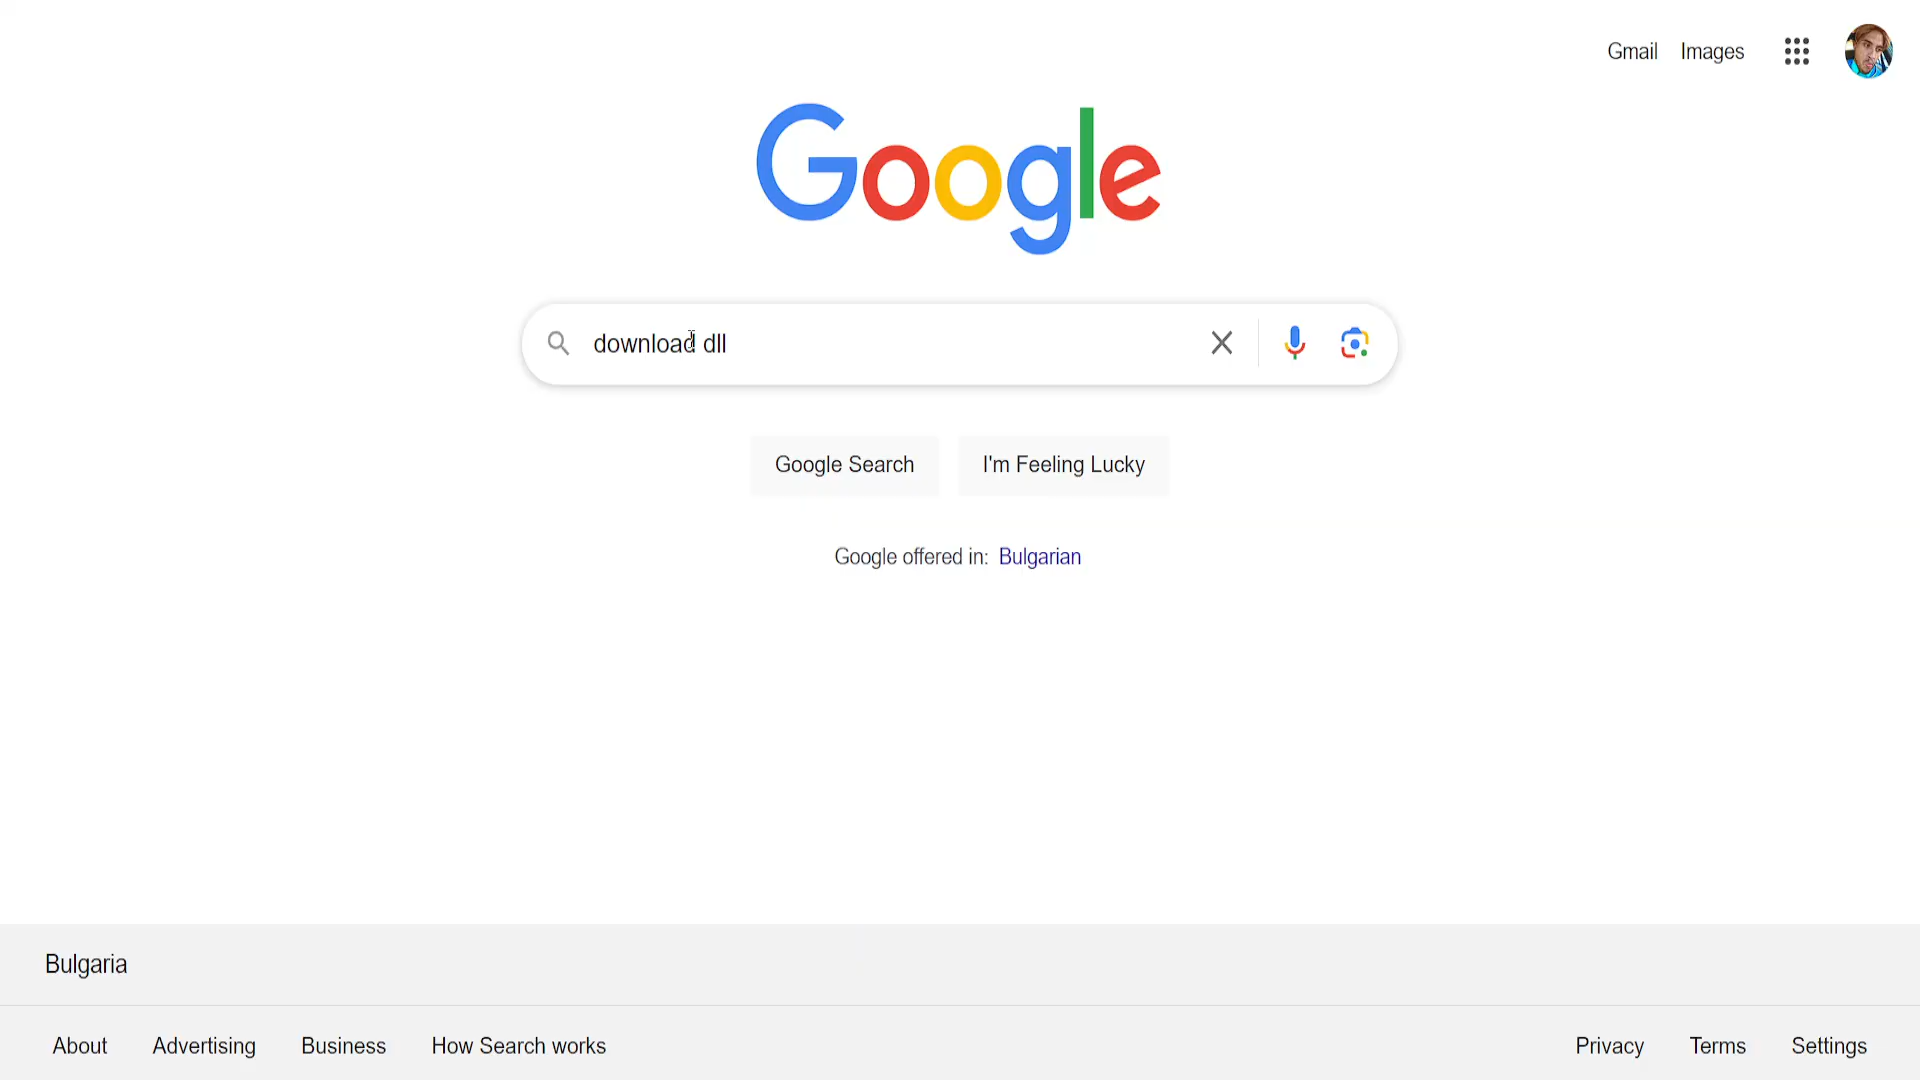 Gmail Images
Google
download dll
Google Search I'm Feeling Lucky
Google offered in: Bulgarian
Bulgaria
About Advertising Business How Search works Privacy Terms Settings